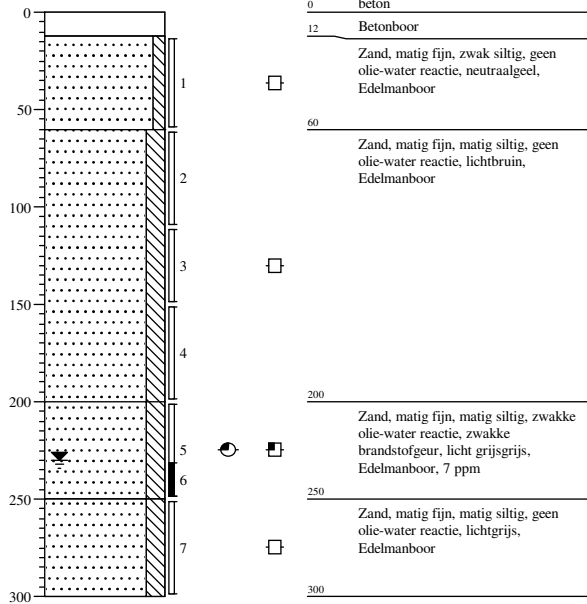 0
50
100
150
200
250
300
1
2
3
4
5
6
7
0
beton
12
Betonboor
Zand, matig fijn, zwak siltig, geen
olie-water reactie, neutraalgeel,
Edelmanboor
60
Zand, matig fijn, matig siltig, geen
olie-water reactie, lichtbruin,
Edelmanboor
200
Zand, matig fijn, matig siltig, zwakke
olie-water reactie, zwakke
brandstofgeur, licht grijsgrijs,
Edelmanboor, 7 ppm
250
Zand, matig fijn, matig siltig, geen
olie-water reactie, lichtgrijs,
Edelmanboor
300